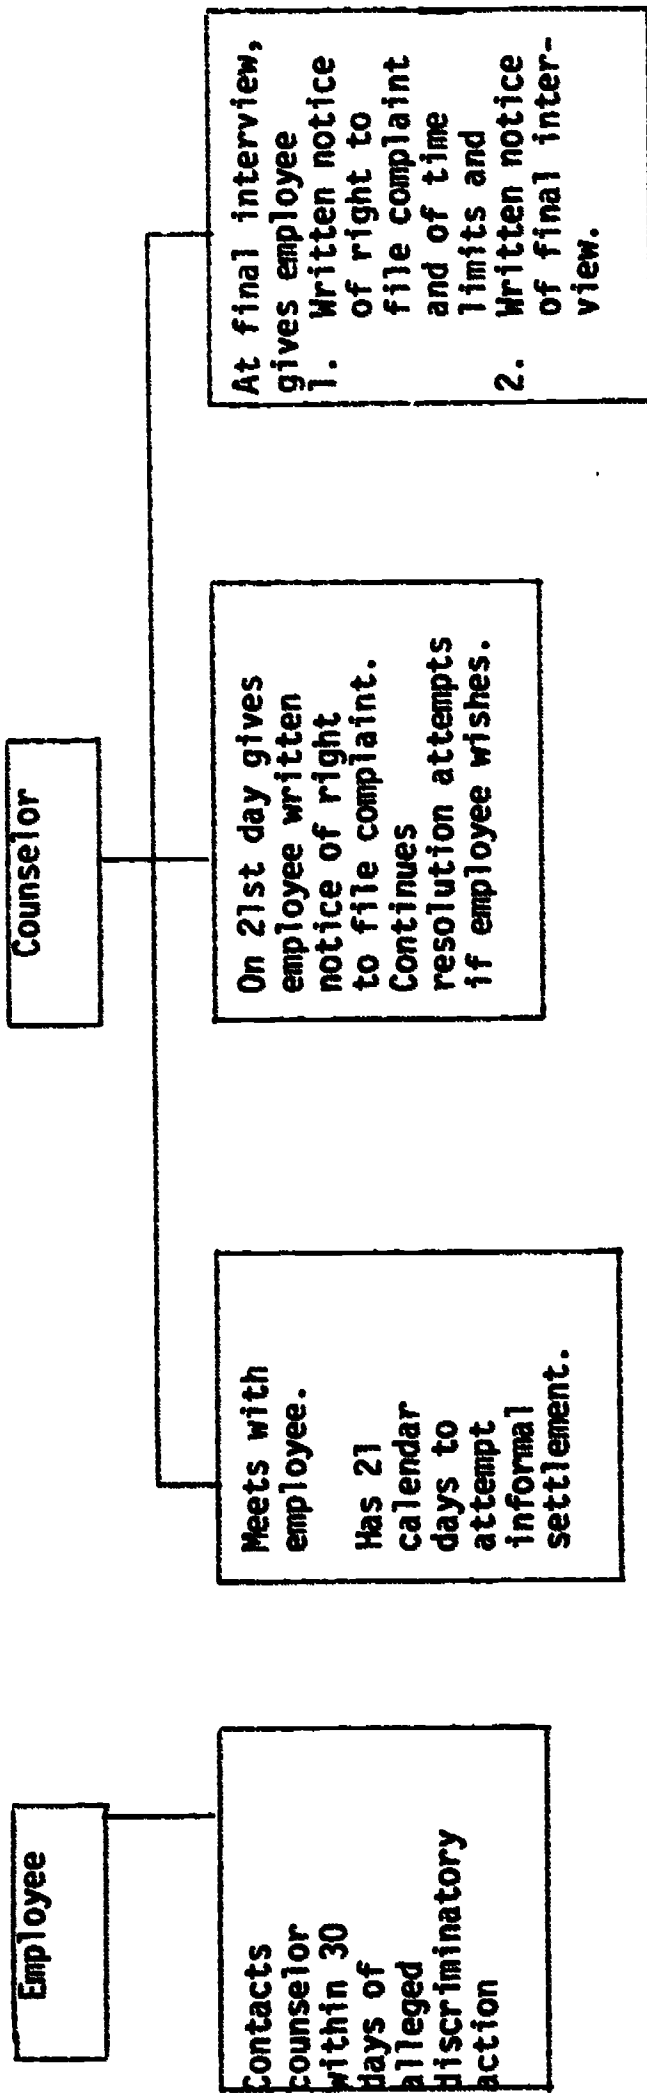 Employee
Contacts
counselor
within 30
days of
alleged
discriminatory
action
Counselor
Meets with
employee.
Has 21
calendar
days to
attempt
informal
settlement.
On 21st day gives
employee written
notice of right
to file complaint.
Continues
resolution attempts
if employee wishes.
At final interview,
gives employee
1. Written notice
of right to
file complaint
and of time
limits and
2. Written notice
of final inter-
view.